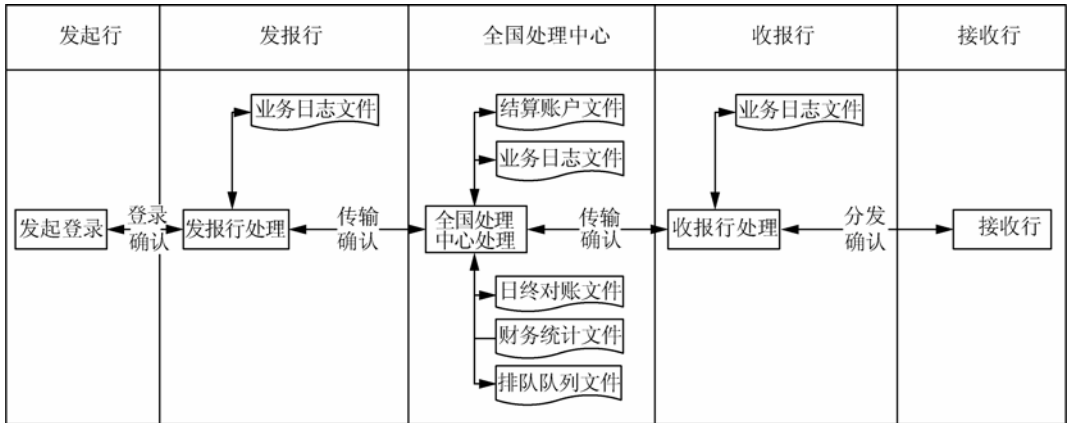 发起行
发报行
全国处理中心
收报行
接收行
业务日志文件
结算账户文件
业务日志文件
业务日志文件
发起登录
登录
确认
发报行处理
传输
确认
全国处理
中心处理
传输
确认
收报行处理
分发
确认
接收行
日终对账文件
财务统计文件
排队队列文件